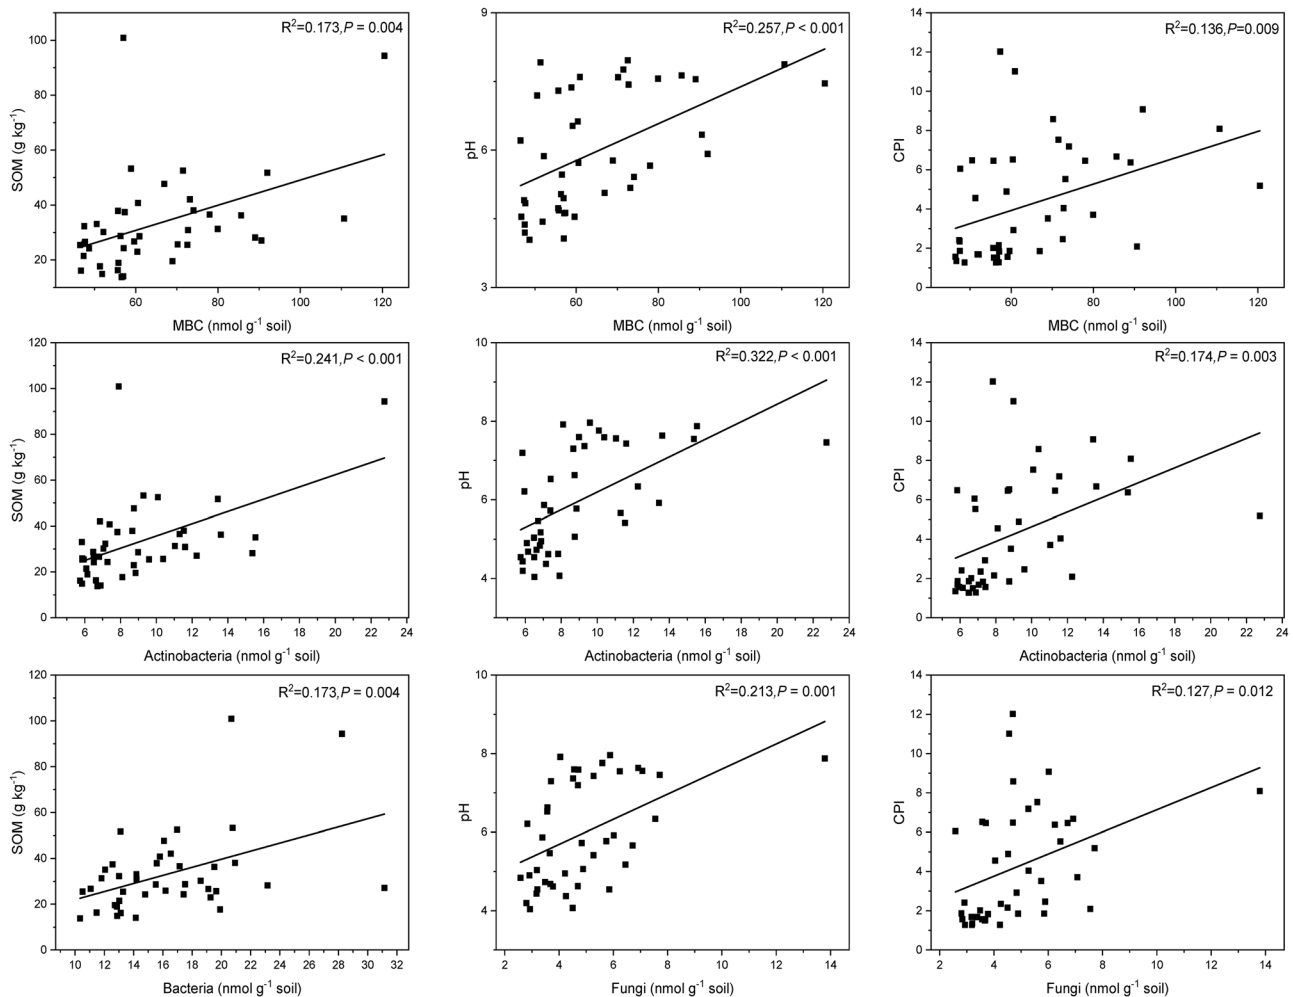 R²=0.173,P = 0.004
100
80
60
40
20
SOM (g kg⁻¹)
60 80 100 120
MBC (nmol g⁻¹ soil)
R²=0.257,P < 0.001
9
6
3
pH
60 80 100 120
MBC (nmol g⁻¹ soil)
R²=0.136,P=0.009
14
12
10
8
6
4
2
0
CPI
60 80 100 120
MBC (nmol g⁻¹ soil)
R²=0.241,P < 0.001
120
100
80
60
40
20
0
SOM (g kg⁻¹)
6 8 10 12 14 16 18 20 22 24
Actinobacteria (nmol g⁻¹ soil)
R²=0.322,P < 0.001
10
8
6
4
pH
6 8 10 12 14 16 18 20 22 24
Actinobacteria (nmol g⁻¹ soil)
R²=0.174,P = 0.003
14
12
10
8
6
4
2
0
CPI
6 8 10 12 14 16 18 20 22 24
Actinobacteria (nmol g⁻¹ soil)
R²=0.173,P = 0.004
120
100
80
60
40
20
0
SOM (g kg⁻¹)
10 12 14 16 18 20 22 24 26 28 30 32
Bacteria (nmol g⁻¹ soil)
R²=0.213,P = 0.001
10
8
6
4
pH
2 4 6 8 10 12 14
Fungi (nmol g⁻¹ soil)
R²=0.127,P = 0.012
14
12
10
8
6
4
2
0
CPI
2 4 6 8 10 12 14
Fungi (nmol g⁻¹ soil)